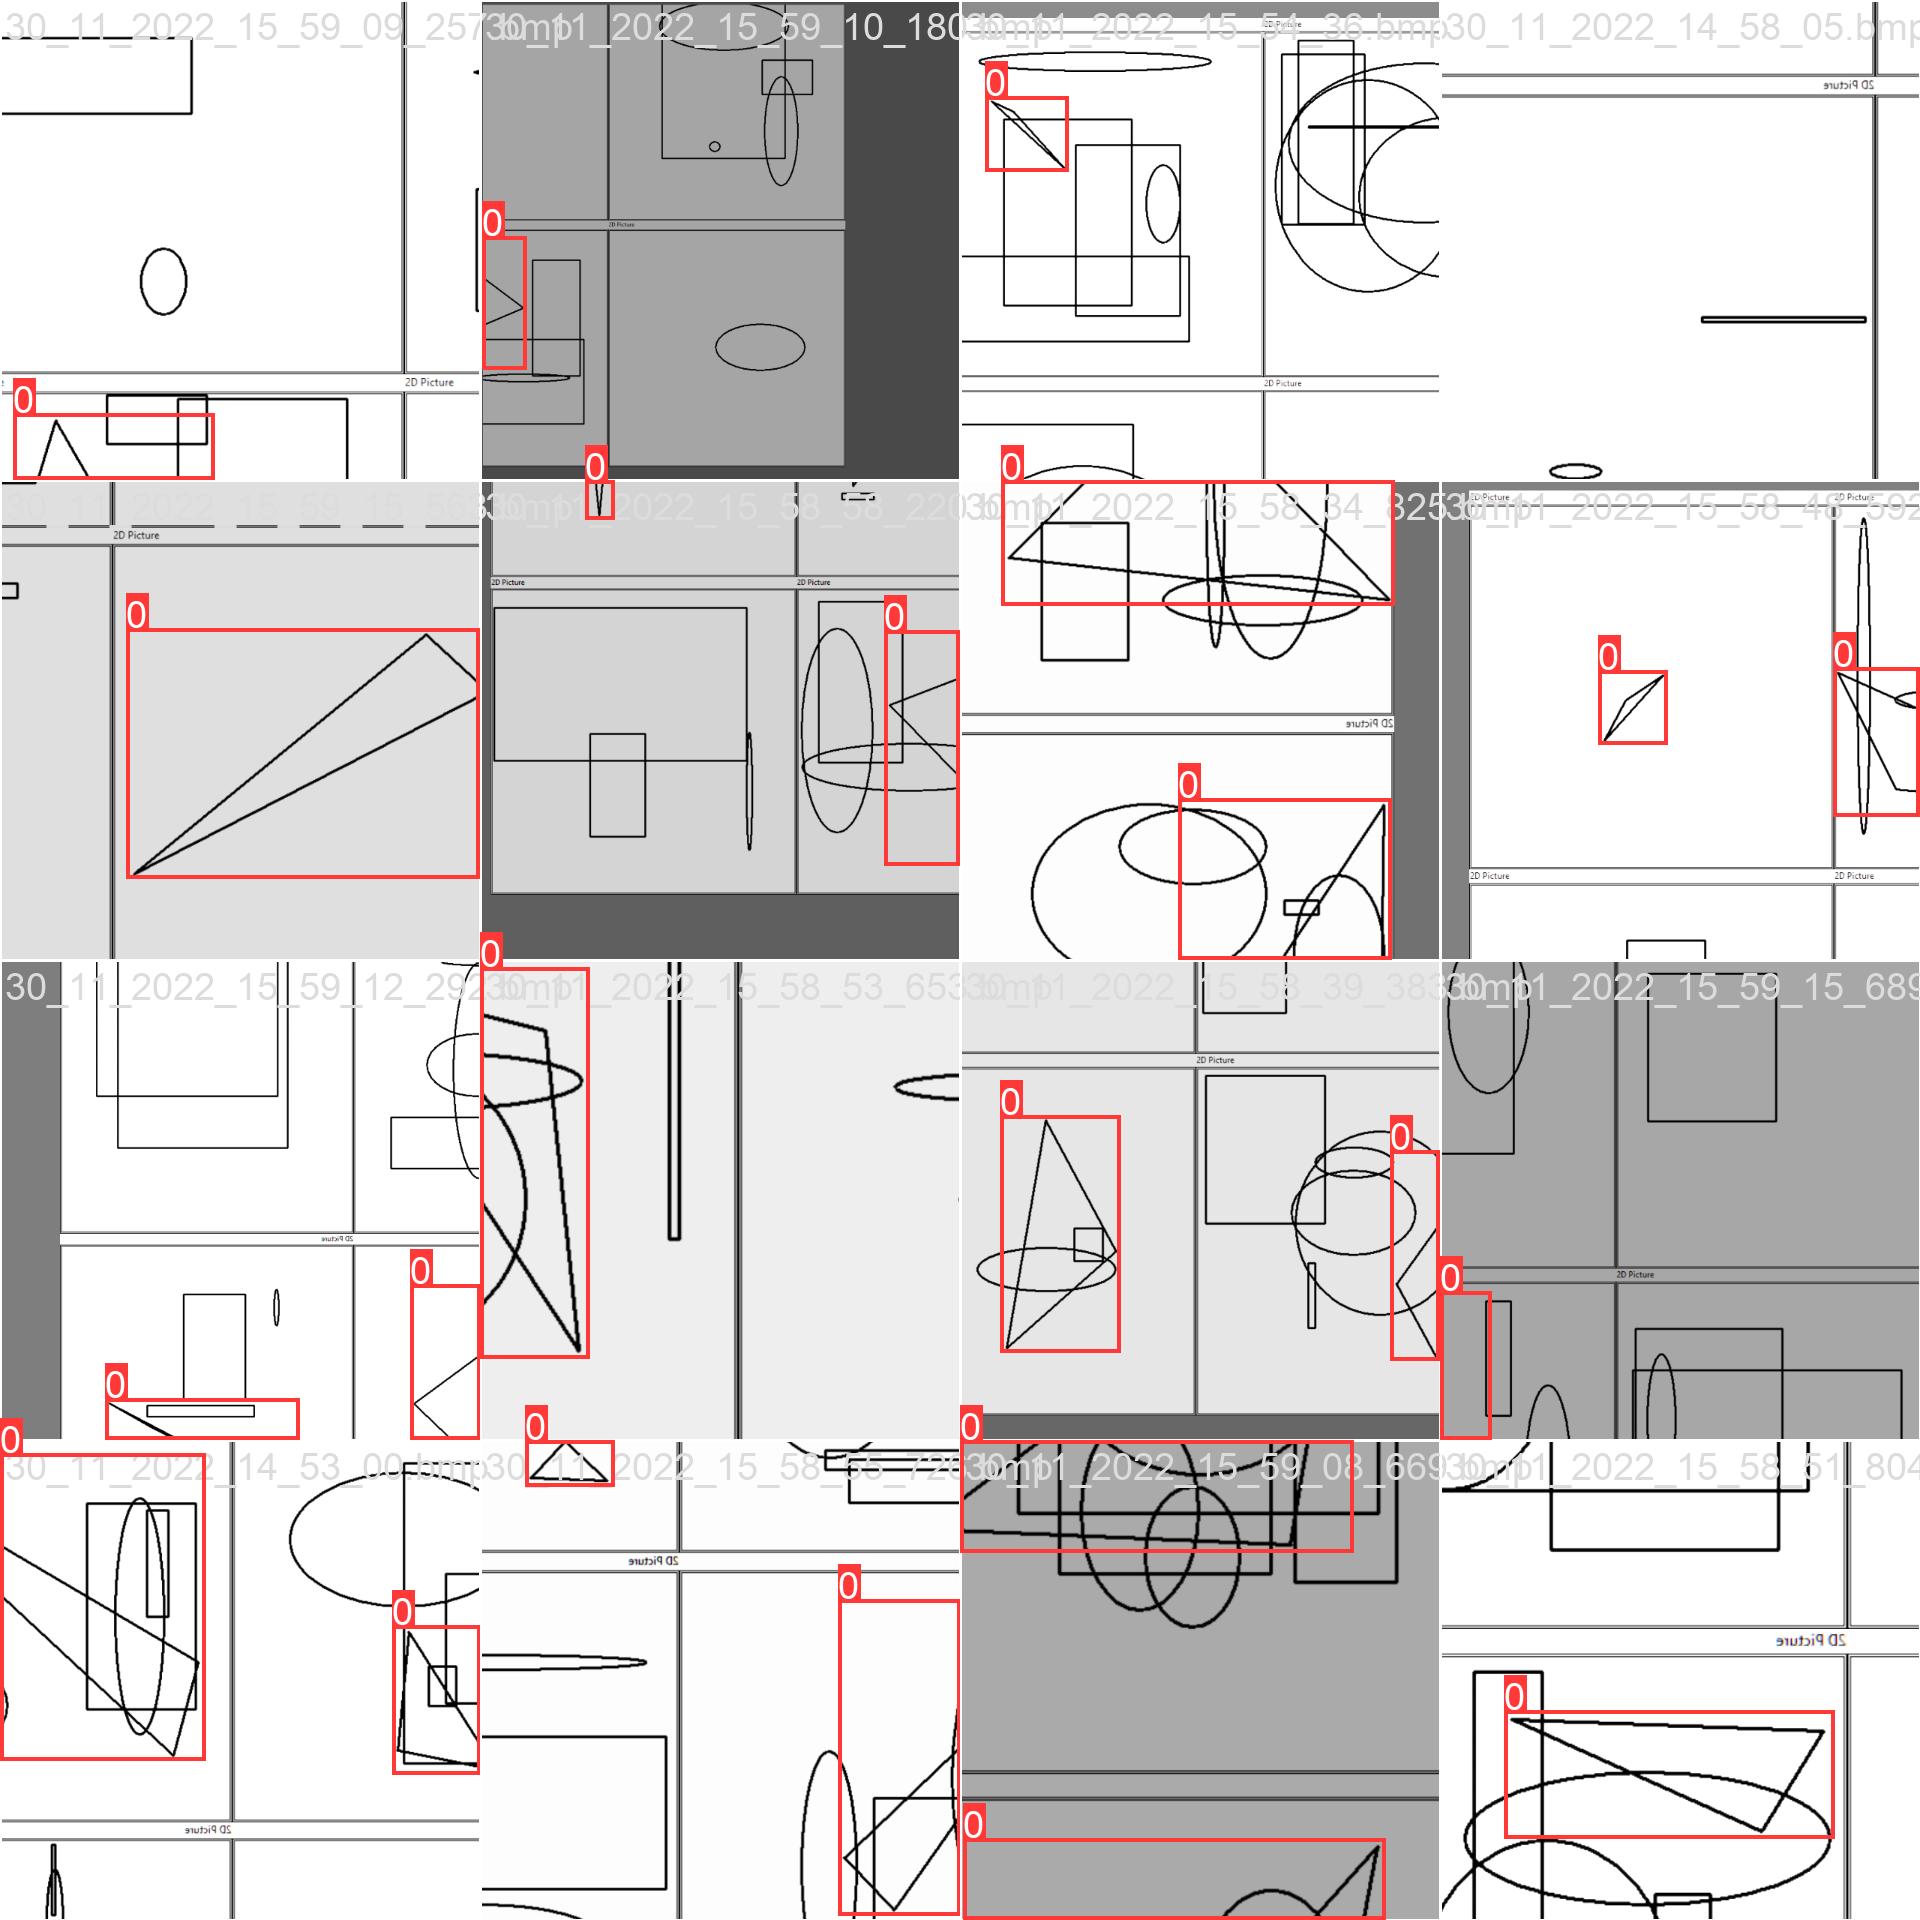 30_11_2022_15_59_09_257
30_11_2022_15_59_10_180
30_11_2022_15_54_36.bmp
30_11_2022_14_58_05.bmp
2D Picture
2D Picture
0
0
2D Picture
2D Picture
2D Picture
0
0
0
30_11_2022_15_58_58_220
30_11_2022_15_58_34_825
30_11_2022_15_58_48_592
2D Picture
2D Picture
2D Picture
2D Picture
2D Picture
0
0
0
0
2D Picture
0
2D Picture
2D Picture
0
30_11_2022_15_59_12_292
30_11_2022_15_58_53_653
30_11_2022_15_58_39_383
30_11_2022_15_59_15_689
2D Picture
0
0
2D Picture
0
2D Picture
0
0
0
0
0
30_11_2022_14_53_00.bmp
30_11_2022_15_58_55_720
30_11_2022_15_59_08_669
30_11_2022_15_58_51_804
2D Picture
0
0
2D Picture
0
0
2D Picture